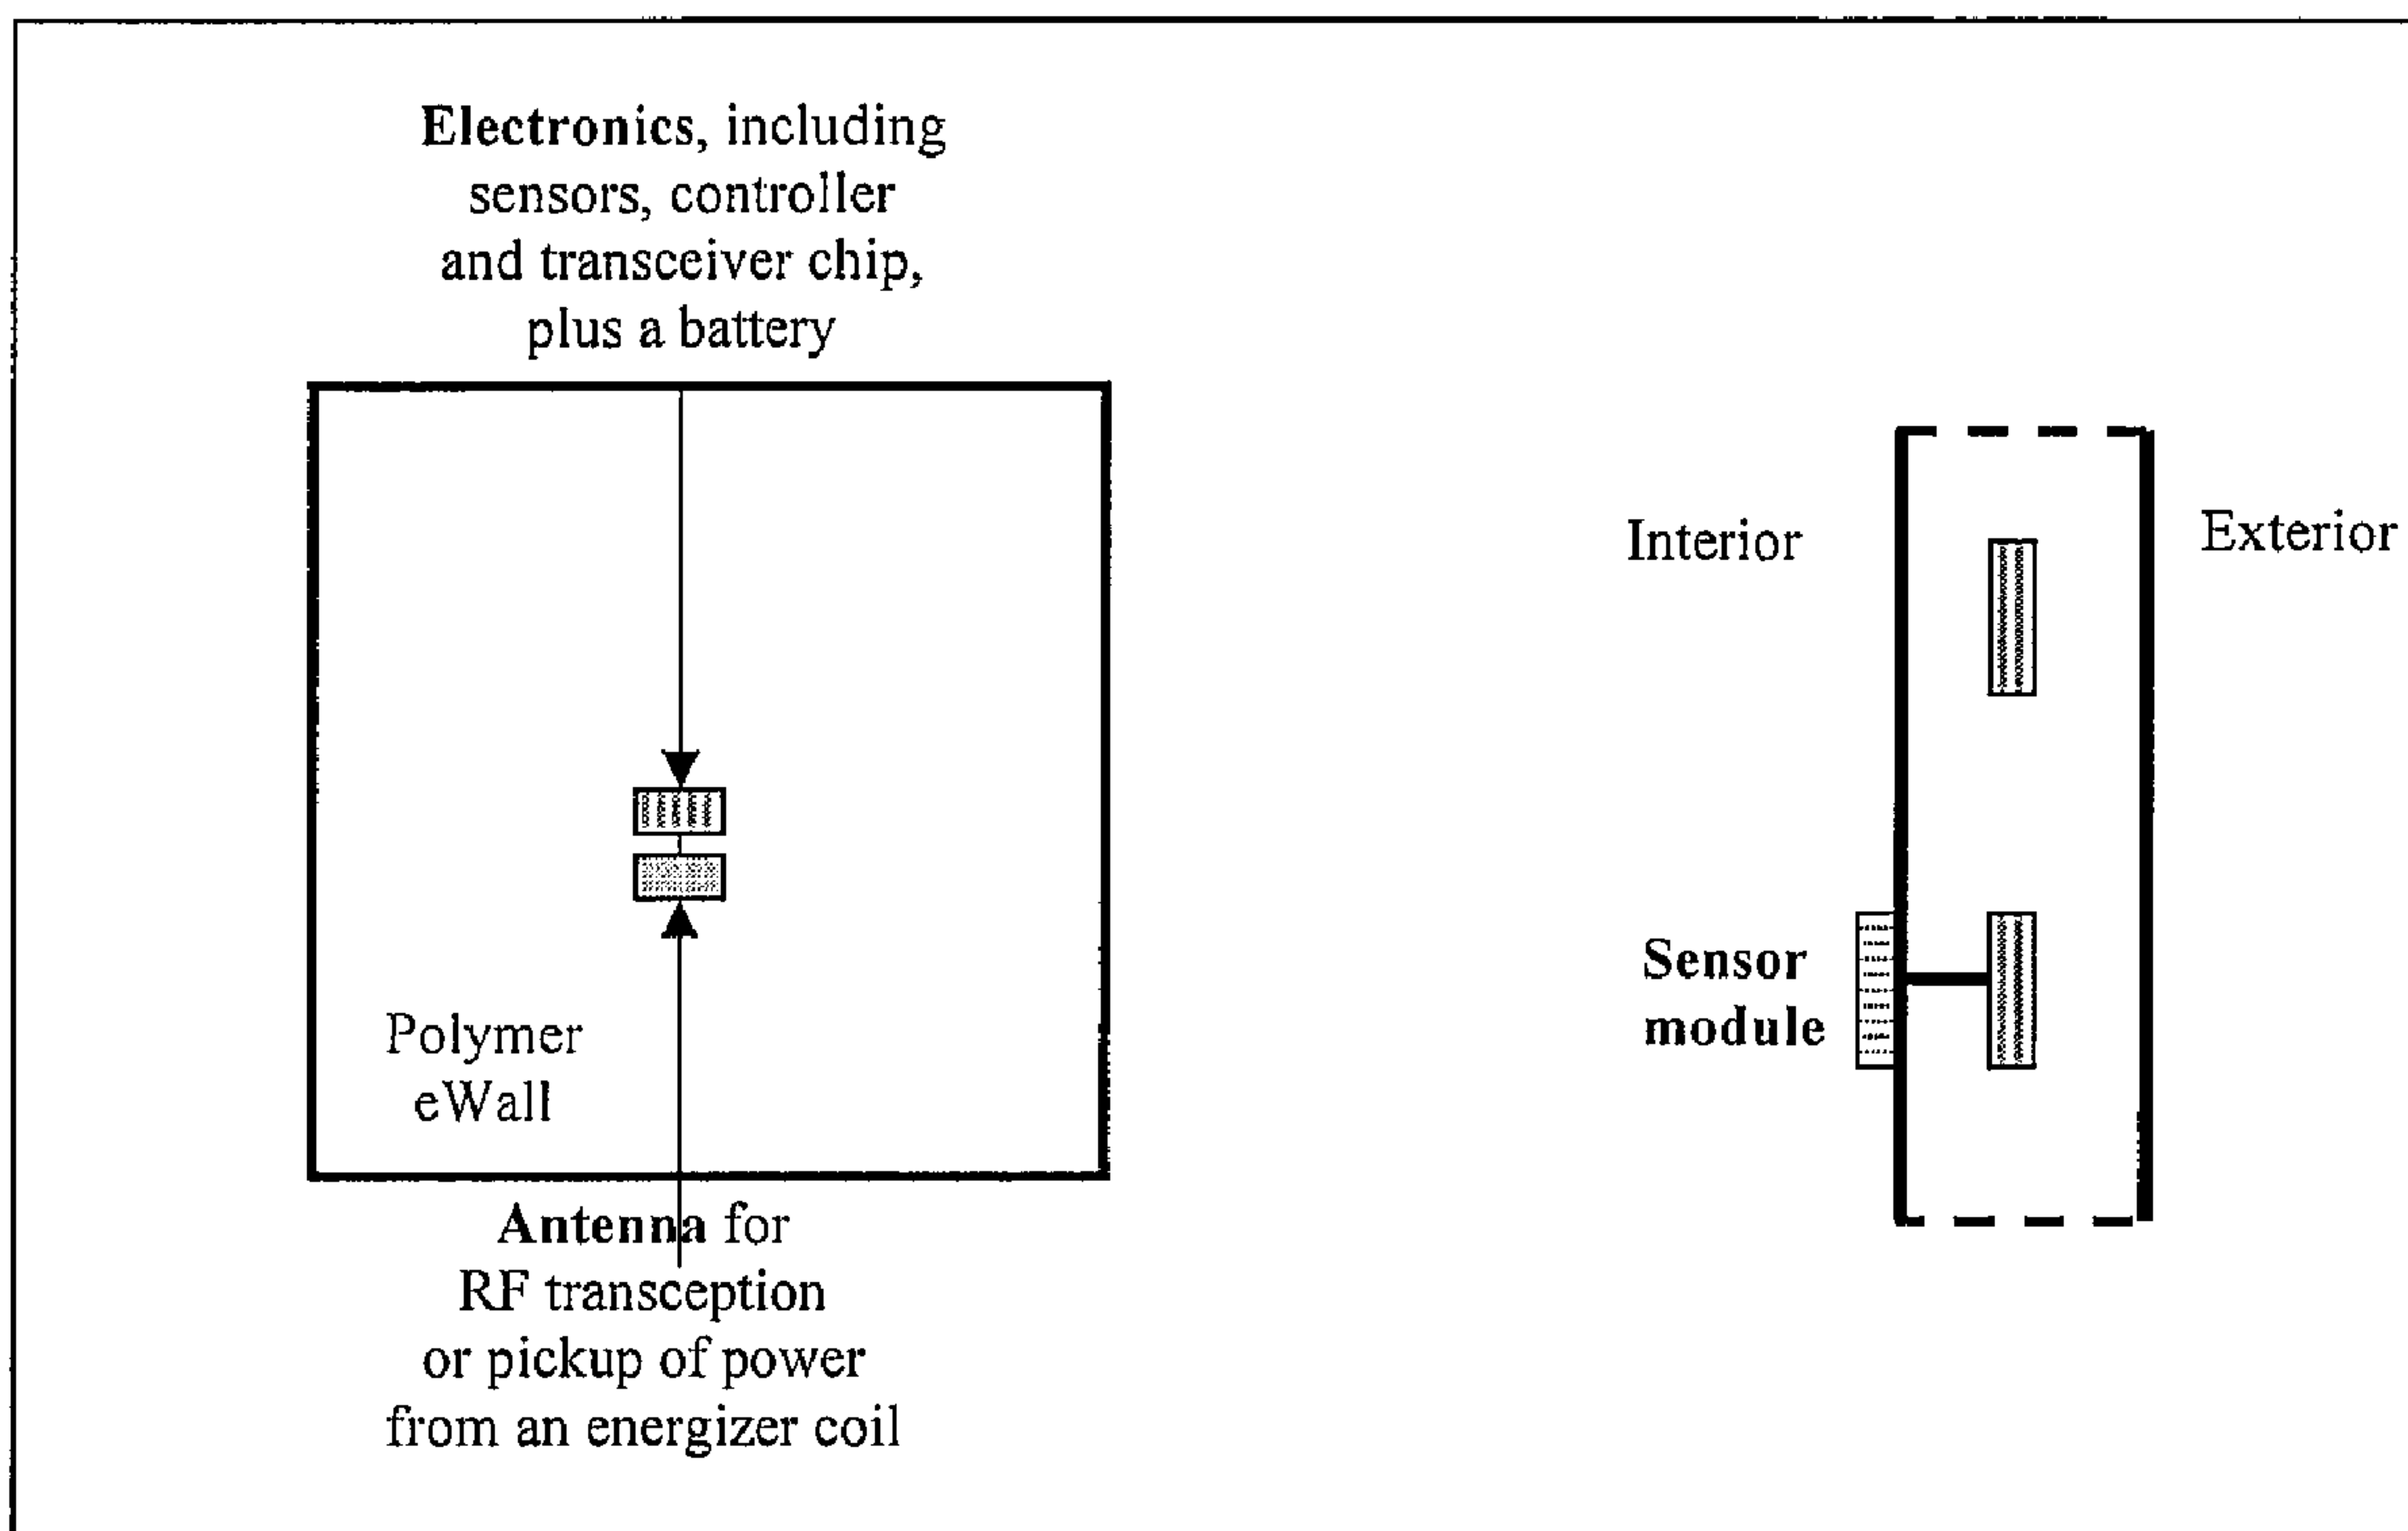 Electronics, including
sensors, controller
and transceiver chip,
plus a battery
Polymer
eWall
Antenna for
RF transception
or pickup of power
from an energizer coil
Interior
Exterior
Sensor
module